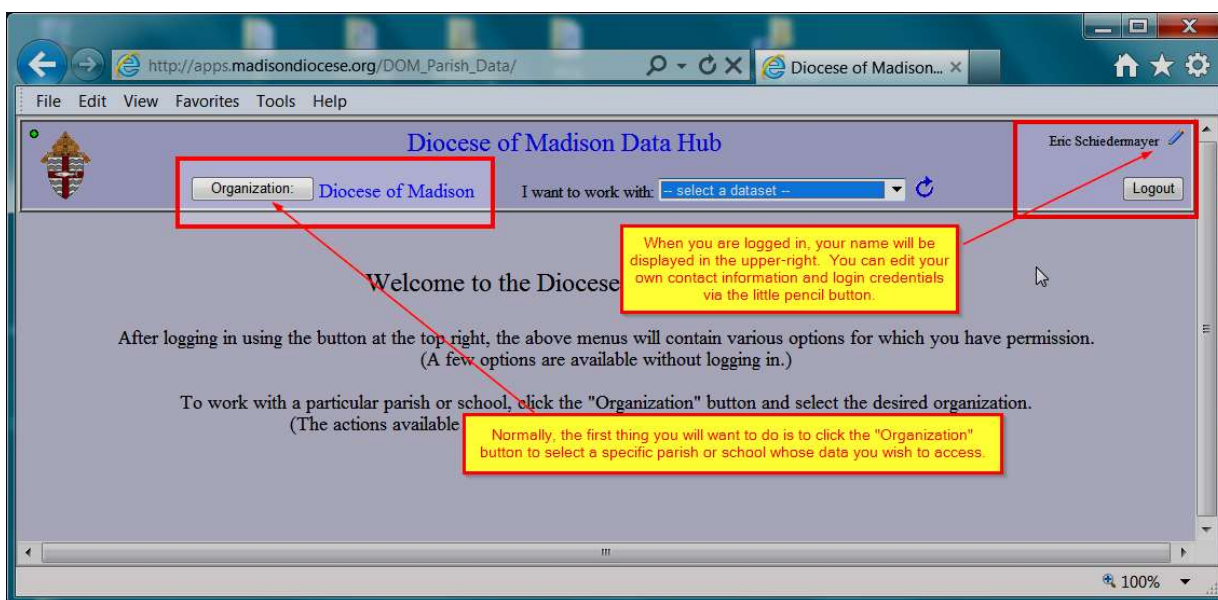 http://apps.madisondiocese.org/DOM_Parish_Data/
Diocese of Madison...
File Edit View Favorites Tools Help
Diocese of Madison Data Hub
Eric Schiedermayer
Organization: Diocese of Madison I want to work with: -- select a dataset --
Logout
When you are logged in, your name will be
displayed in the upper-right. You can edit your
own contact information and login credentials
via the little pencil button.
Welcome to the Diocese
After logging in using the button at the top right, the above menus will contain various options for which you have permission.
(A few options are available without logging in.)
To work with a particular parish or school, click the "Organization" button and select the desired organization.
(The actions available
Normally, the first thing you will want to do is to click the "Organization"
button to select a specific parish or school whose data you wish to access.
100%